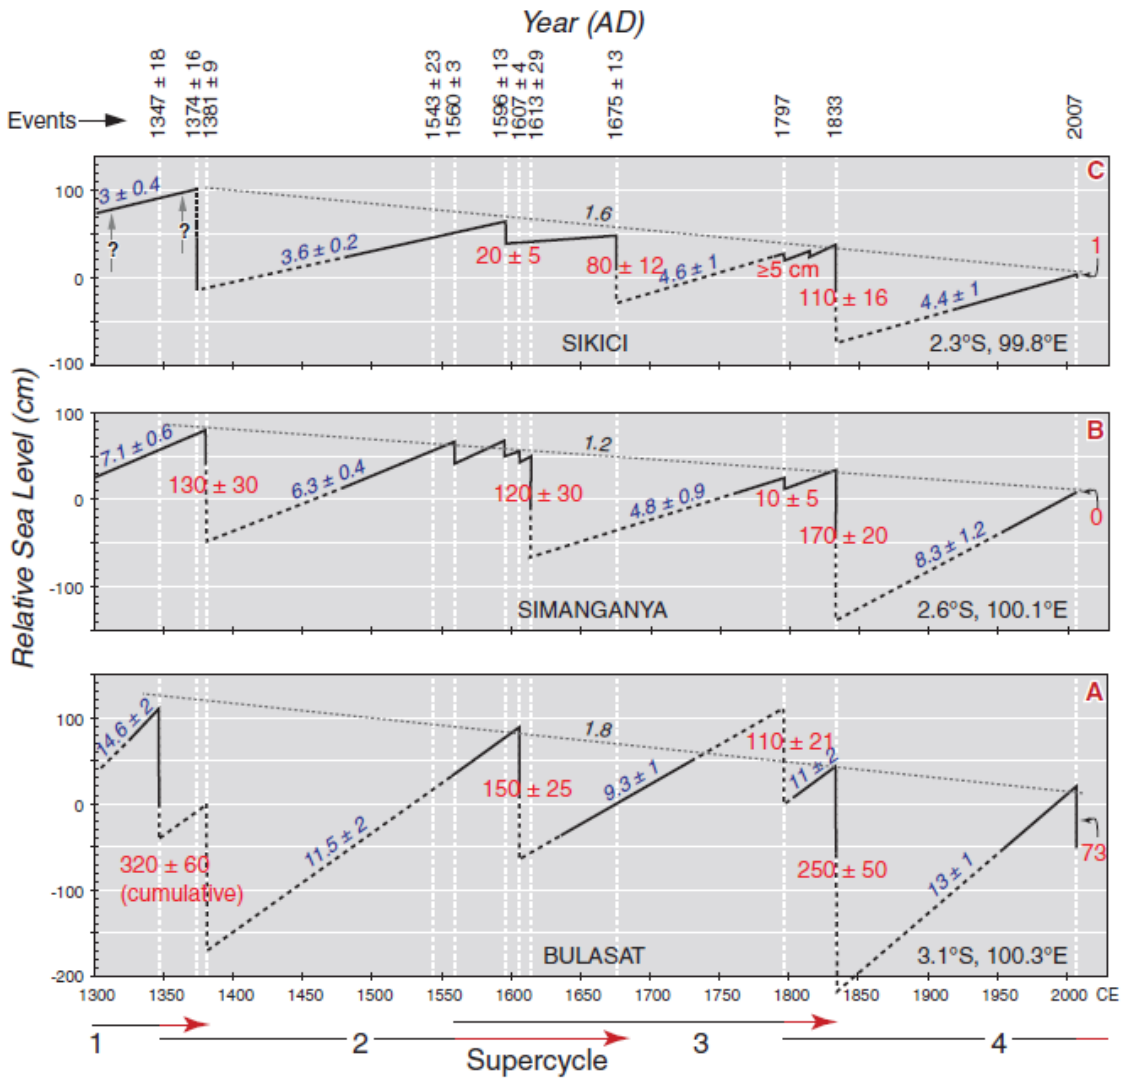 Year (AD)
Events
1347 ± 18
1374 ± 16
1381 ± 9
1543 ± 23
1560 ± 3
1596 ± 13
1607 ± 4
1613 ± 29
1675 ± 13
1797
1833
2007
Relative Sea Level (cm)
C
100
0
-100
3 ± 0.4
?
?
3.6 ± 0.2
20 ± 5
1.6
80 ± 12
4.6 ± 1
≥5 cm
110 ± 16
4.4 ± 1
1
SIKICI
2.3°S, 99.8°E
B
100
0
-100
7.1 ± 0.6
130 ± 30
6.3 ± 0.4
1.2
120 ± 30
4.8 ± 0.9
10 ± 5
170 ± 20
8.3 ± 1.2
0
SIMANGANYA
2.6°S, 100.1°E
A
100
0
-100
-200
14.6 ± 2
320 ± 60
(cumulative)
11.5 ± 2
1.8
150 ± 25
9.3 ± 1
110 ± 21
11 ± 2
250 ± 50
13 ± 1
73
BULASAT
3.1°S, 100.3°E
1300 1350 1400 1450 1500 1550 1600 1650 1700 1750 1800 1850 1900 1950 2000 CE
1 2 3 4
Supercycle